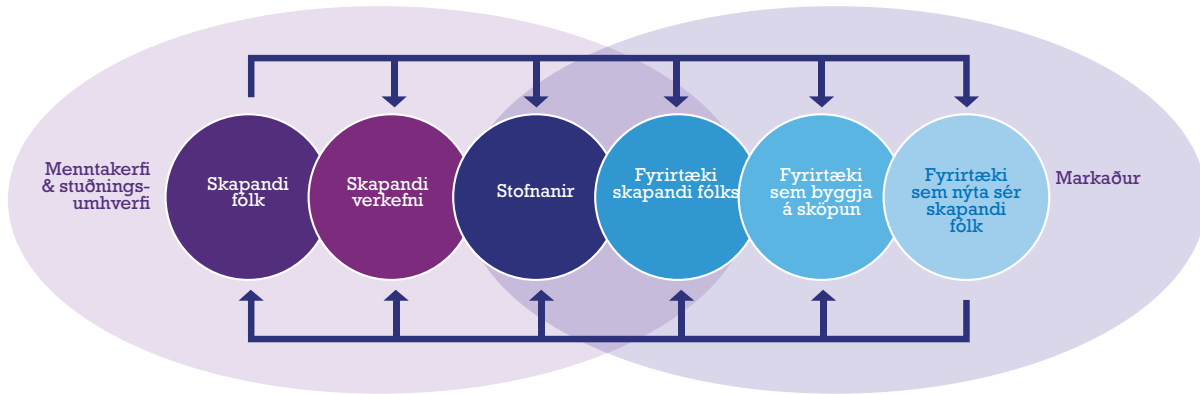 Menntakerfi
& stuðnings-
umhverfi
Skapandi
fólk
Skapandi
verkefni
Stofnanir
Fyrirtæki
skapandi fólks
Fyrirtæki
sem byggja
á sköpun
Fyrirtæki
sem nýta sér
skapandi
fólk
Markaður